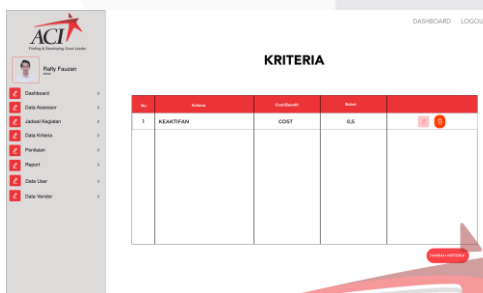 DASHBOARD LOGOU
ACI
Finding & Developing Great Leader
Rafly Fauzan
KRITERIA
Dashboard
Data Assessor
Jadwal Kegiatan
Data Kriteria
Penilaian
Report
Data User
Data Vendor
No. Kriteria Cost/Benefit Bobot
1 KEAKTIFAN COST 0,5
TAMBAH KRITERIA